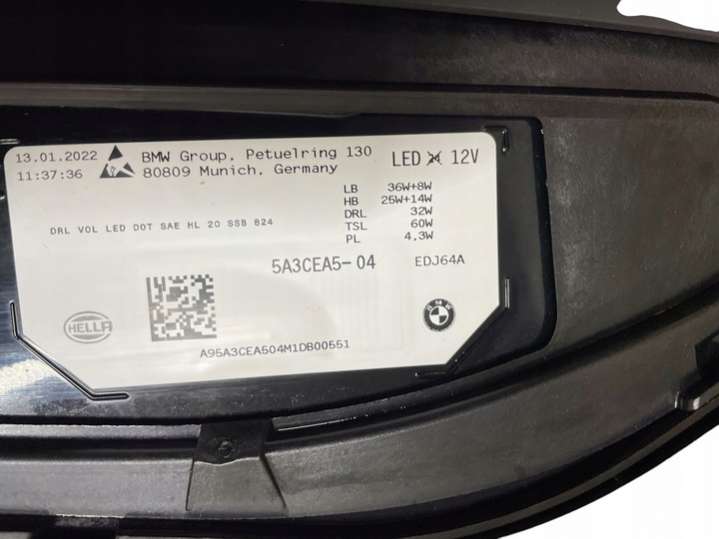 13.01.2022
11:37:36
BMW Group, Petuelring 130
80809 Munich, Germany
LED 12V
LB 36W+8W
HB 25W+14W
DRL 32W
TSL 60W
PL 4.3W
DRL VOL LED DOT SAE HL 20 SSB 824
5A3CEA5-04
EDJ64A
HELLA
A95A3CEA504M1DB00551